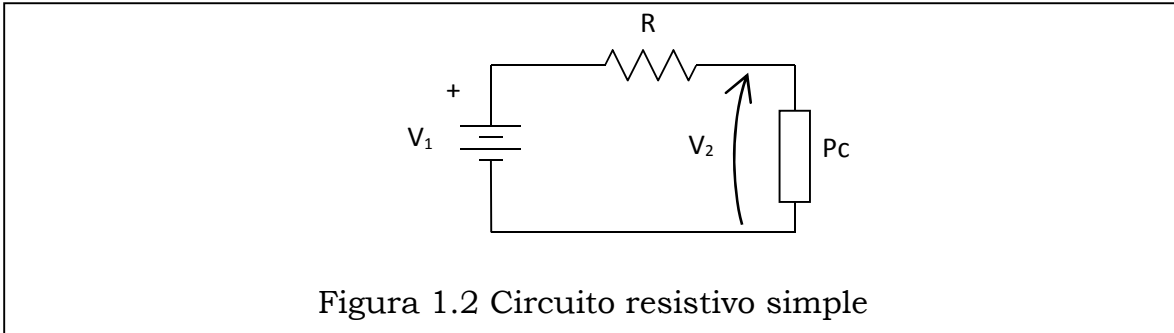 R
+
V₁
V₂
Pc
Figura 1.2 Circuito resistivo simple